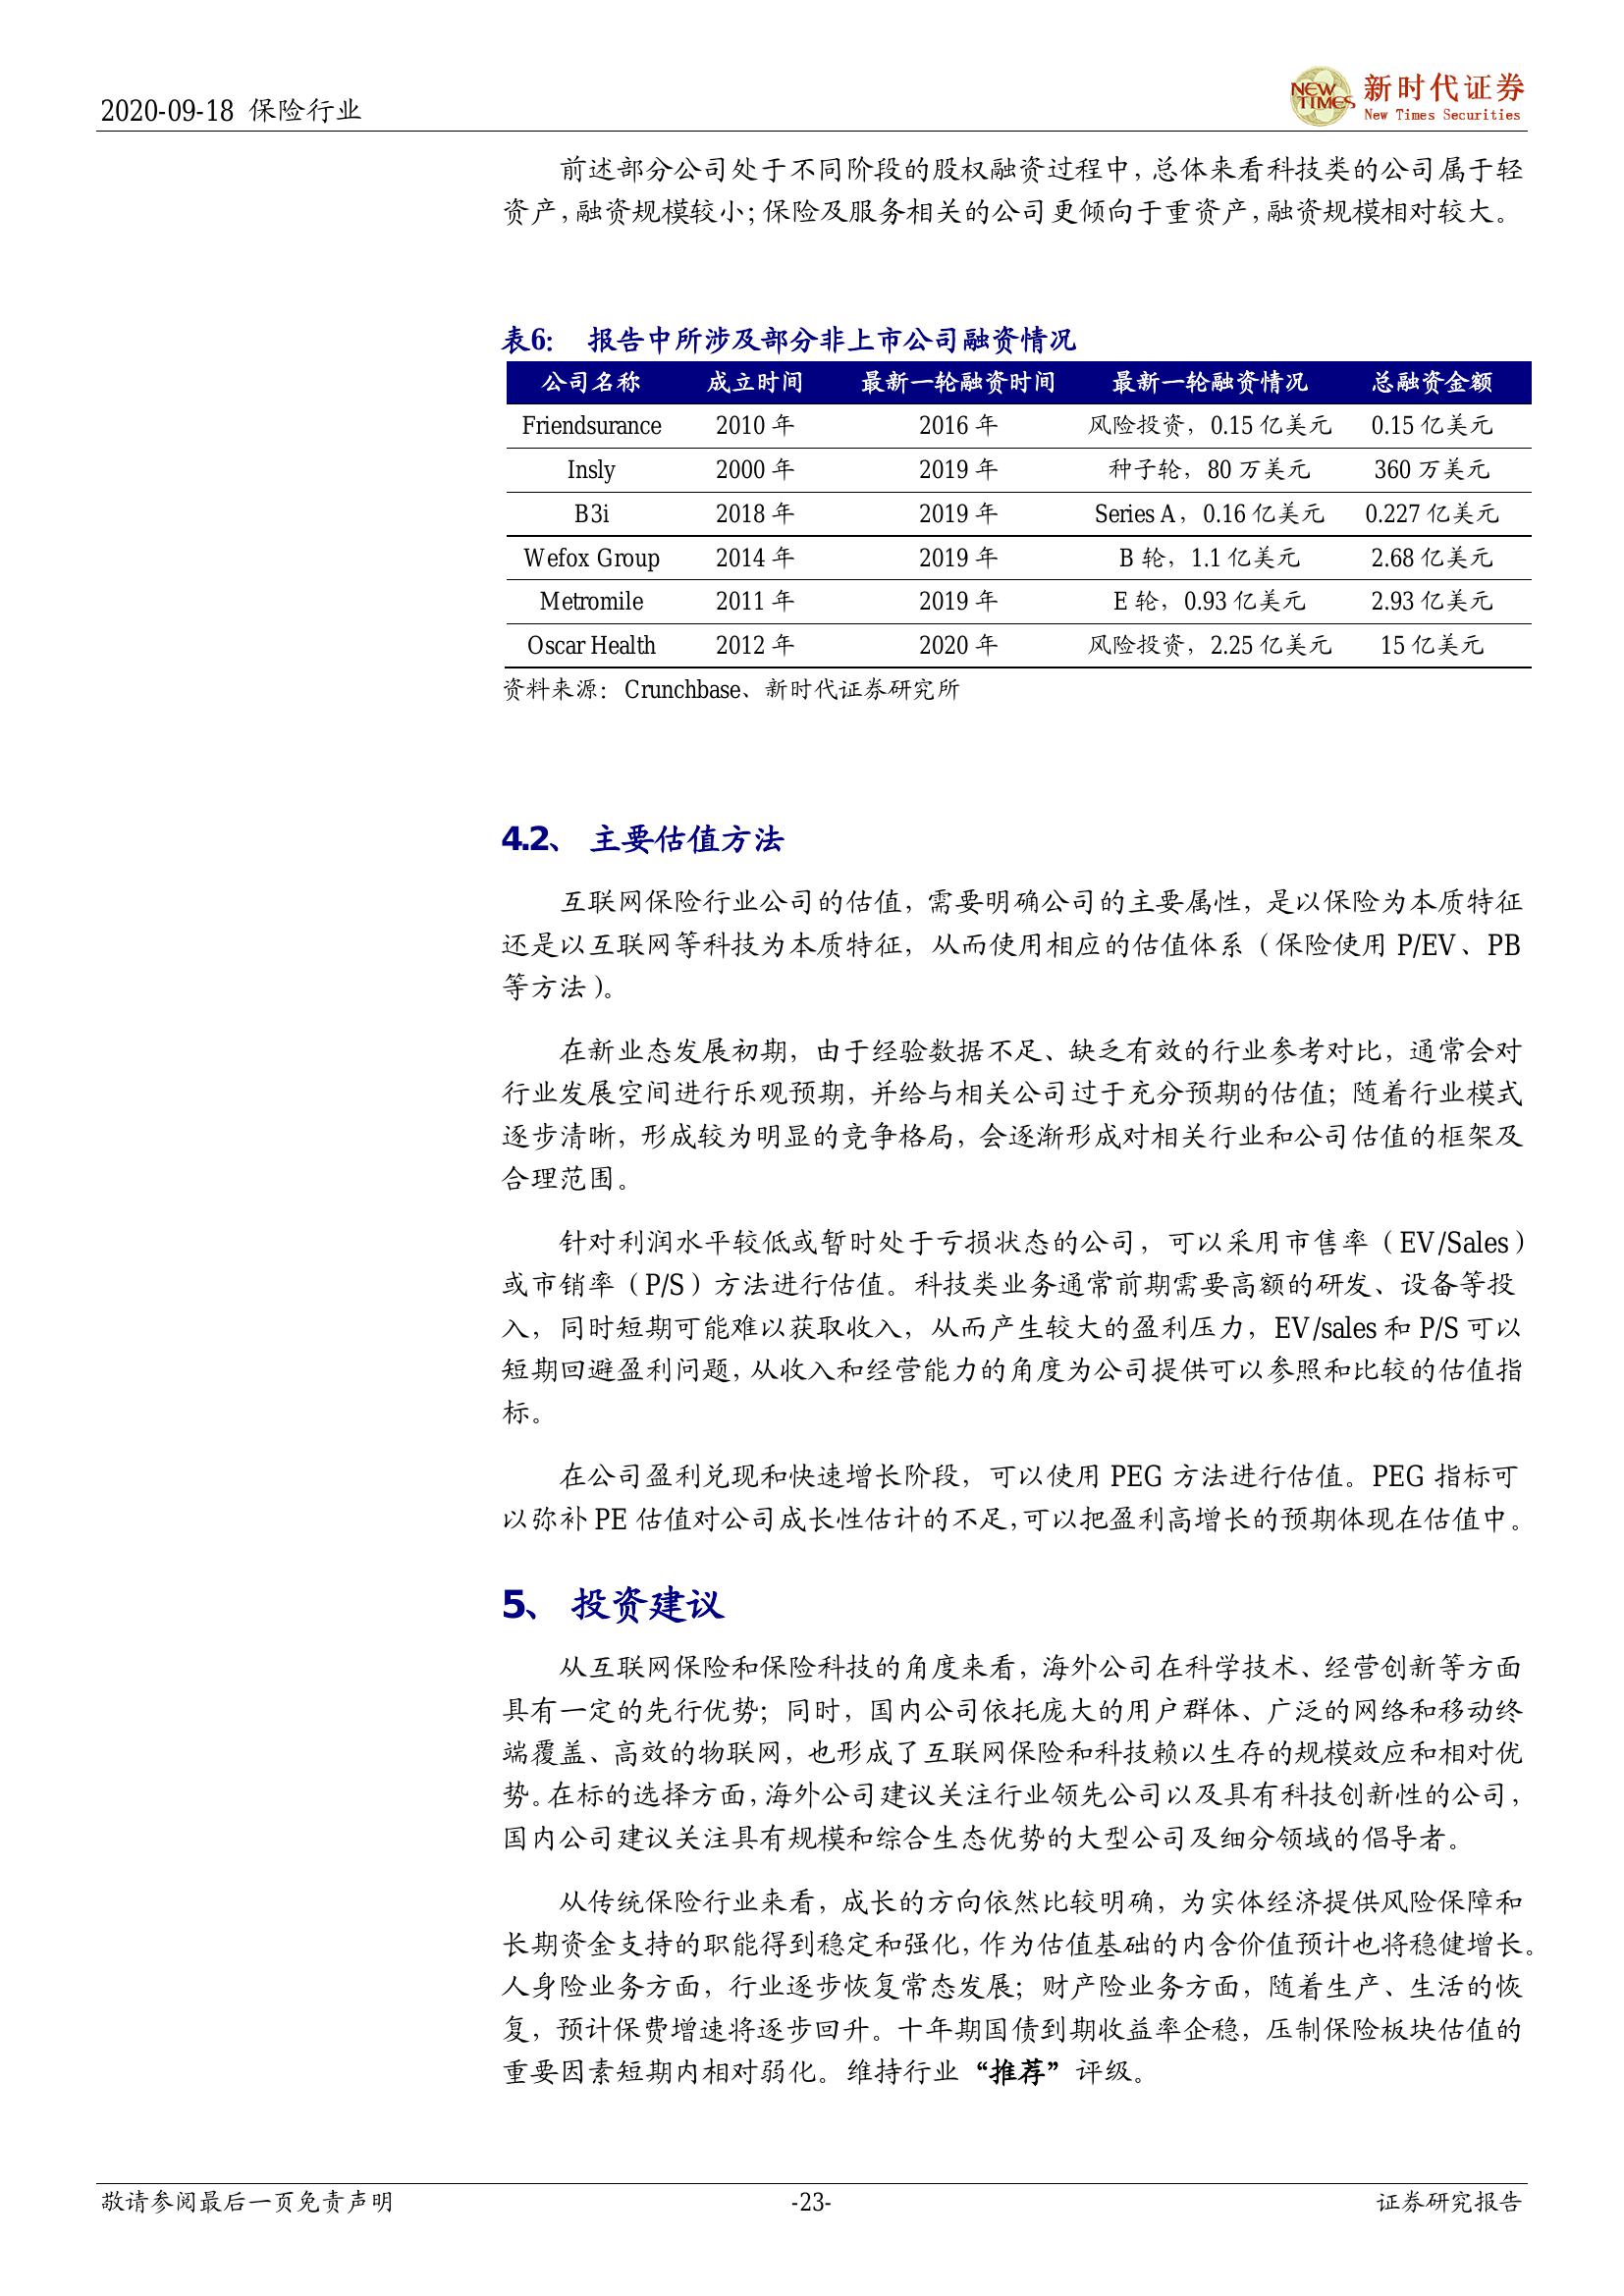 2020-09-18 保险行业
NEW TIMES
新时代证券
New Times Securities
前述部分公司处于不同阶段的股权融资过程中，总体来看科技类的公司属于轻
资产，融资规模较小；保险及服务相关的公司更倾向于重资产，融资规模相对较大。
表6： 报告中所涉及部分非上市公司融资情况
公司名称 成立时间 最新一轮融资时间 最新一轮融资情况 总融资金额
Friendsurance 2010 年 2016 年 风险投资，0.15 亿美元 0.15 亿美元
Insly 2000 年 2019 年 种子轮，80 万美元 360 万美元
B3i 2018 年 2019 年 Series A，0.16 亿美元 0.227 亿美元
Wefox Group 2014 年 2019 年 B 轮，1.1 亿美元 2.68 亿美元
Metromile 2011 年 2019 年 E 轮，0.93 亿美元 2.93 亿美元
Oscar Health 2012 年 2020 年 风险投资，2.25 亿美元 15 亿美元
资料来源：Crunchbase、新时代证券研究所
4.2、 主要估值方法
互联网保险行业公司的估值，需要明确公司的主要属性，是以保险为本质特征
还是以互联网等科技为本质特征，从而使用相应的估值体系（保险使用 P/EV、PB
等方法）。
在新业态发展初期，由于经验数据不足、缺乏有效的行业参考对比，通常会对
行业发展空间进行乐观预期，并给与相关公司过于充分预期的估值；随着行业模式
逐步清晰，形成较为明显的竞争格局，会逐渐形成对相关行业和公司估值的框架及
合理范围。
针对利润水平较低或暂时处于亏损状态的公司，可以采用市售率（EV/Sales）
或市销率（P/S）方法进行估值。科技类业务通常前期需要高额的研发、设备等投
入，同时短期可能难以获取收入，从而产生较大的盈利压力，EV/sales 和 P/S 可以
短期回避盈利问题，从收入和经营能力的角度为公司提供可以参照和比较的估值指
标。
在公司盈利兑现和快速增长阶段，可以使用 PEG 方法进行估值。PEG 指标可
以弥补 PE 估值对公司成长性估计的不足，可以把盈利高增长的预期体现在估值中。
5、 投资建议
从互联网保险和保险科技的角度来看，海外公司在科学技术、经营创新等方面
具有一定的先行优势；同时，国内公司依托庞大的用户群体、广泛的网络和移动终
端覆盖、高效的物联网，也形成了互联网保险和科技赖以生存的规模效应和相对优
势。在标的选择方面，海外公司建议关注行业领先公司以及具有科技创新性的公司，
国内公司建议关注具有规模和综合生态优势的大型公司及细分领域的倡导者。
从传统保险行业来看，成长的方向依然比较明确，为实体经济提供风险保障和
长期资金支持的职能得到稳定和强化，作为估值基础的内含价值预计也将稳健增长。
人身险业务方面，行业逐步恢复常态发展；财产险业务方面，随着生产、生活的恢
复，预计保费增速将逐步回升。十年期国债到期收益率企稳，压制保险板块估值的
重要因素短期内相对弱化。维持行业“推荐”评级。
敬请参阅最后一页免责声明 -23- 证券研究报告